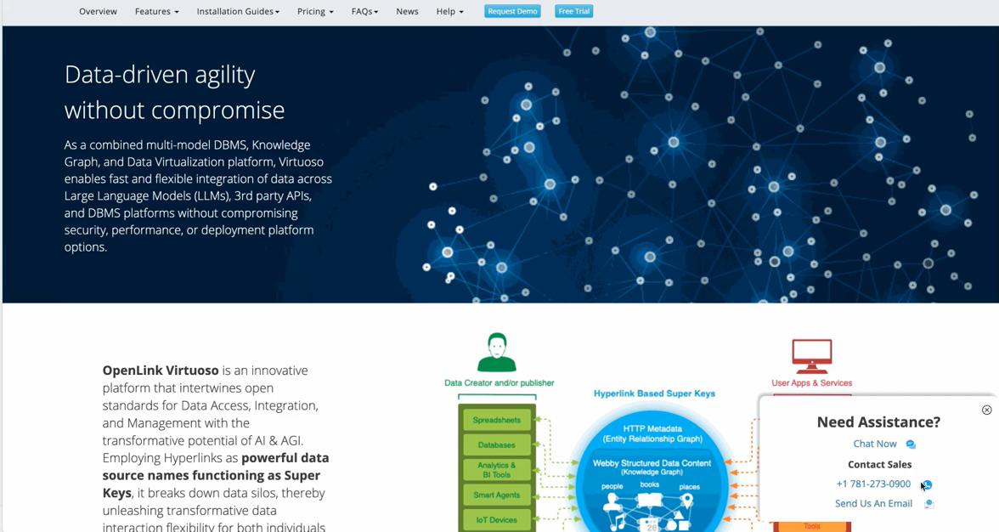 Overview Features Installation Guides Pricing FAQs News Help Request Demo Free Trial
Data-driven agility
without compromise
As a combined multi-model DBMS, Knowledge
Graph, and Data Virtualization platform, Virtuoso
enables fast and flexible integration of data across
Large Language Models (LLMs), 3rd party APIs,
and DBMS platforms without compromising
security, performance, or deployment platform
options.
OpenLink Virtuoso is an innovative
platform that intertwines open
standards for Data Access, Integration,
and Management with the
transformative potential of AI & AGI.
Employing Hyperlinks as powerful data
source names functioning as Super
Keys, it breaks down data silos, thereby
unleashing transformative data
interaction flexibility for both individuals
Data Creator and/or publisher
Spreadsheets
Databases
Analytics &
BI Tools
Smart Agents
IoT Devices
Hyperlink Based Super Keys
HTTP Metadata
(Entity Relationship Graph)
Webby Structured Data Content
(Knowledge Graph)
people books places
26
User Apps & Services
Tools
Need Assistance?
Chat Now
Contact Sales
+1 781-273-0900
Send Us An Email